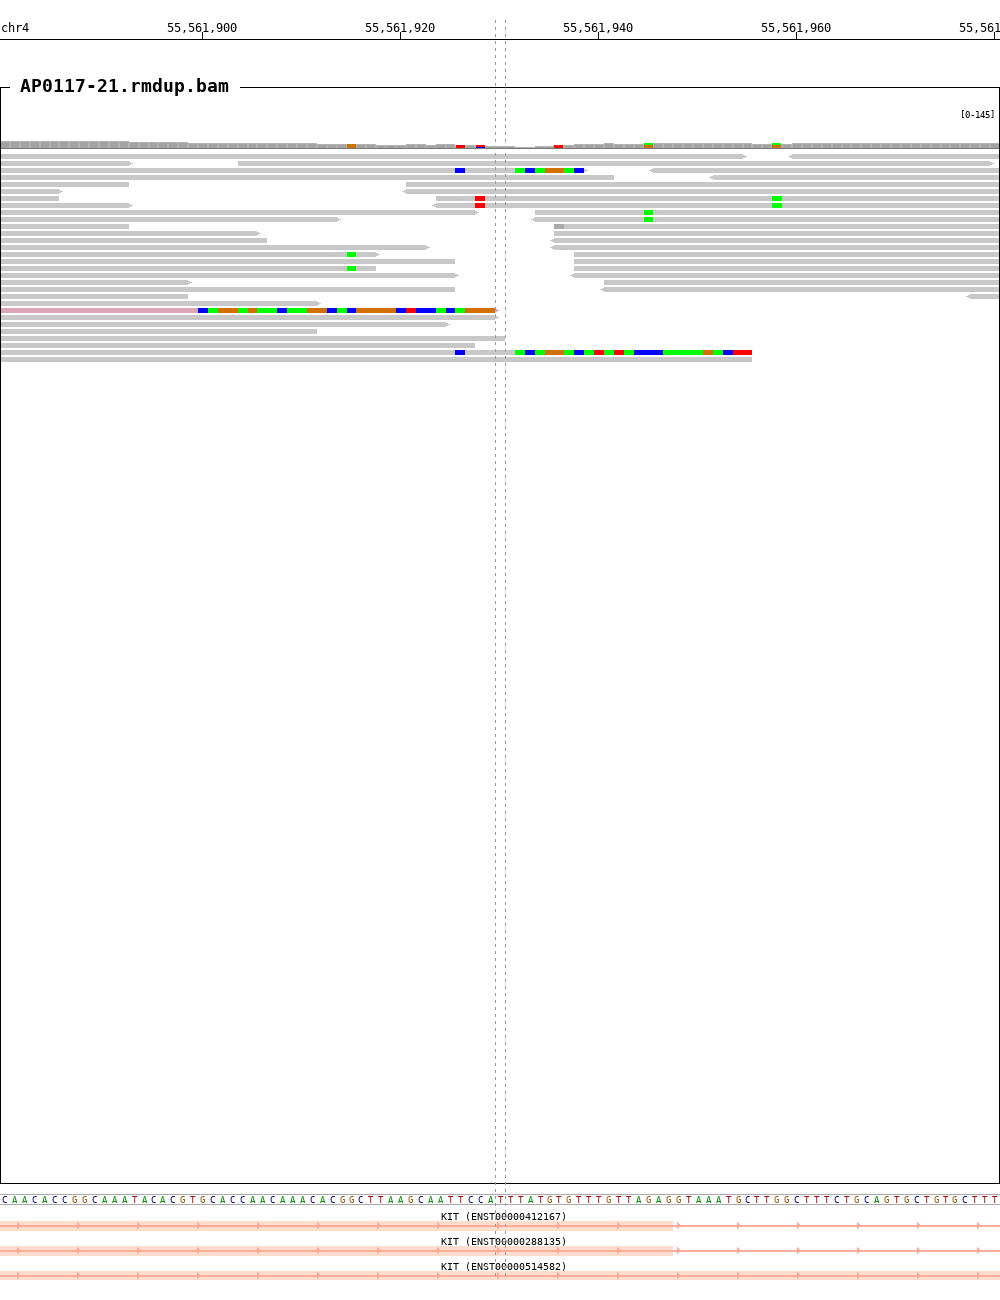 chr4 55,561,900 55,561,920 55,561,940 55,561,960 55,561
AP0117-21.rmdup.bam
[0-145]
CAACACCGGCAAATACACGTGCACCAACAAACACGGCTTAAGCAATTCCATTTATGTGTTTGTTAGAGGTAAATGCTTGGCTTTCTGCAGTGCTGTGCTTT
KIT (ENST00000412167)
KIT (ENST00000288135)
KIT (ENST00000514582)